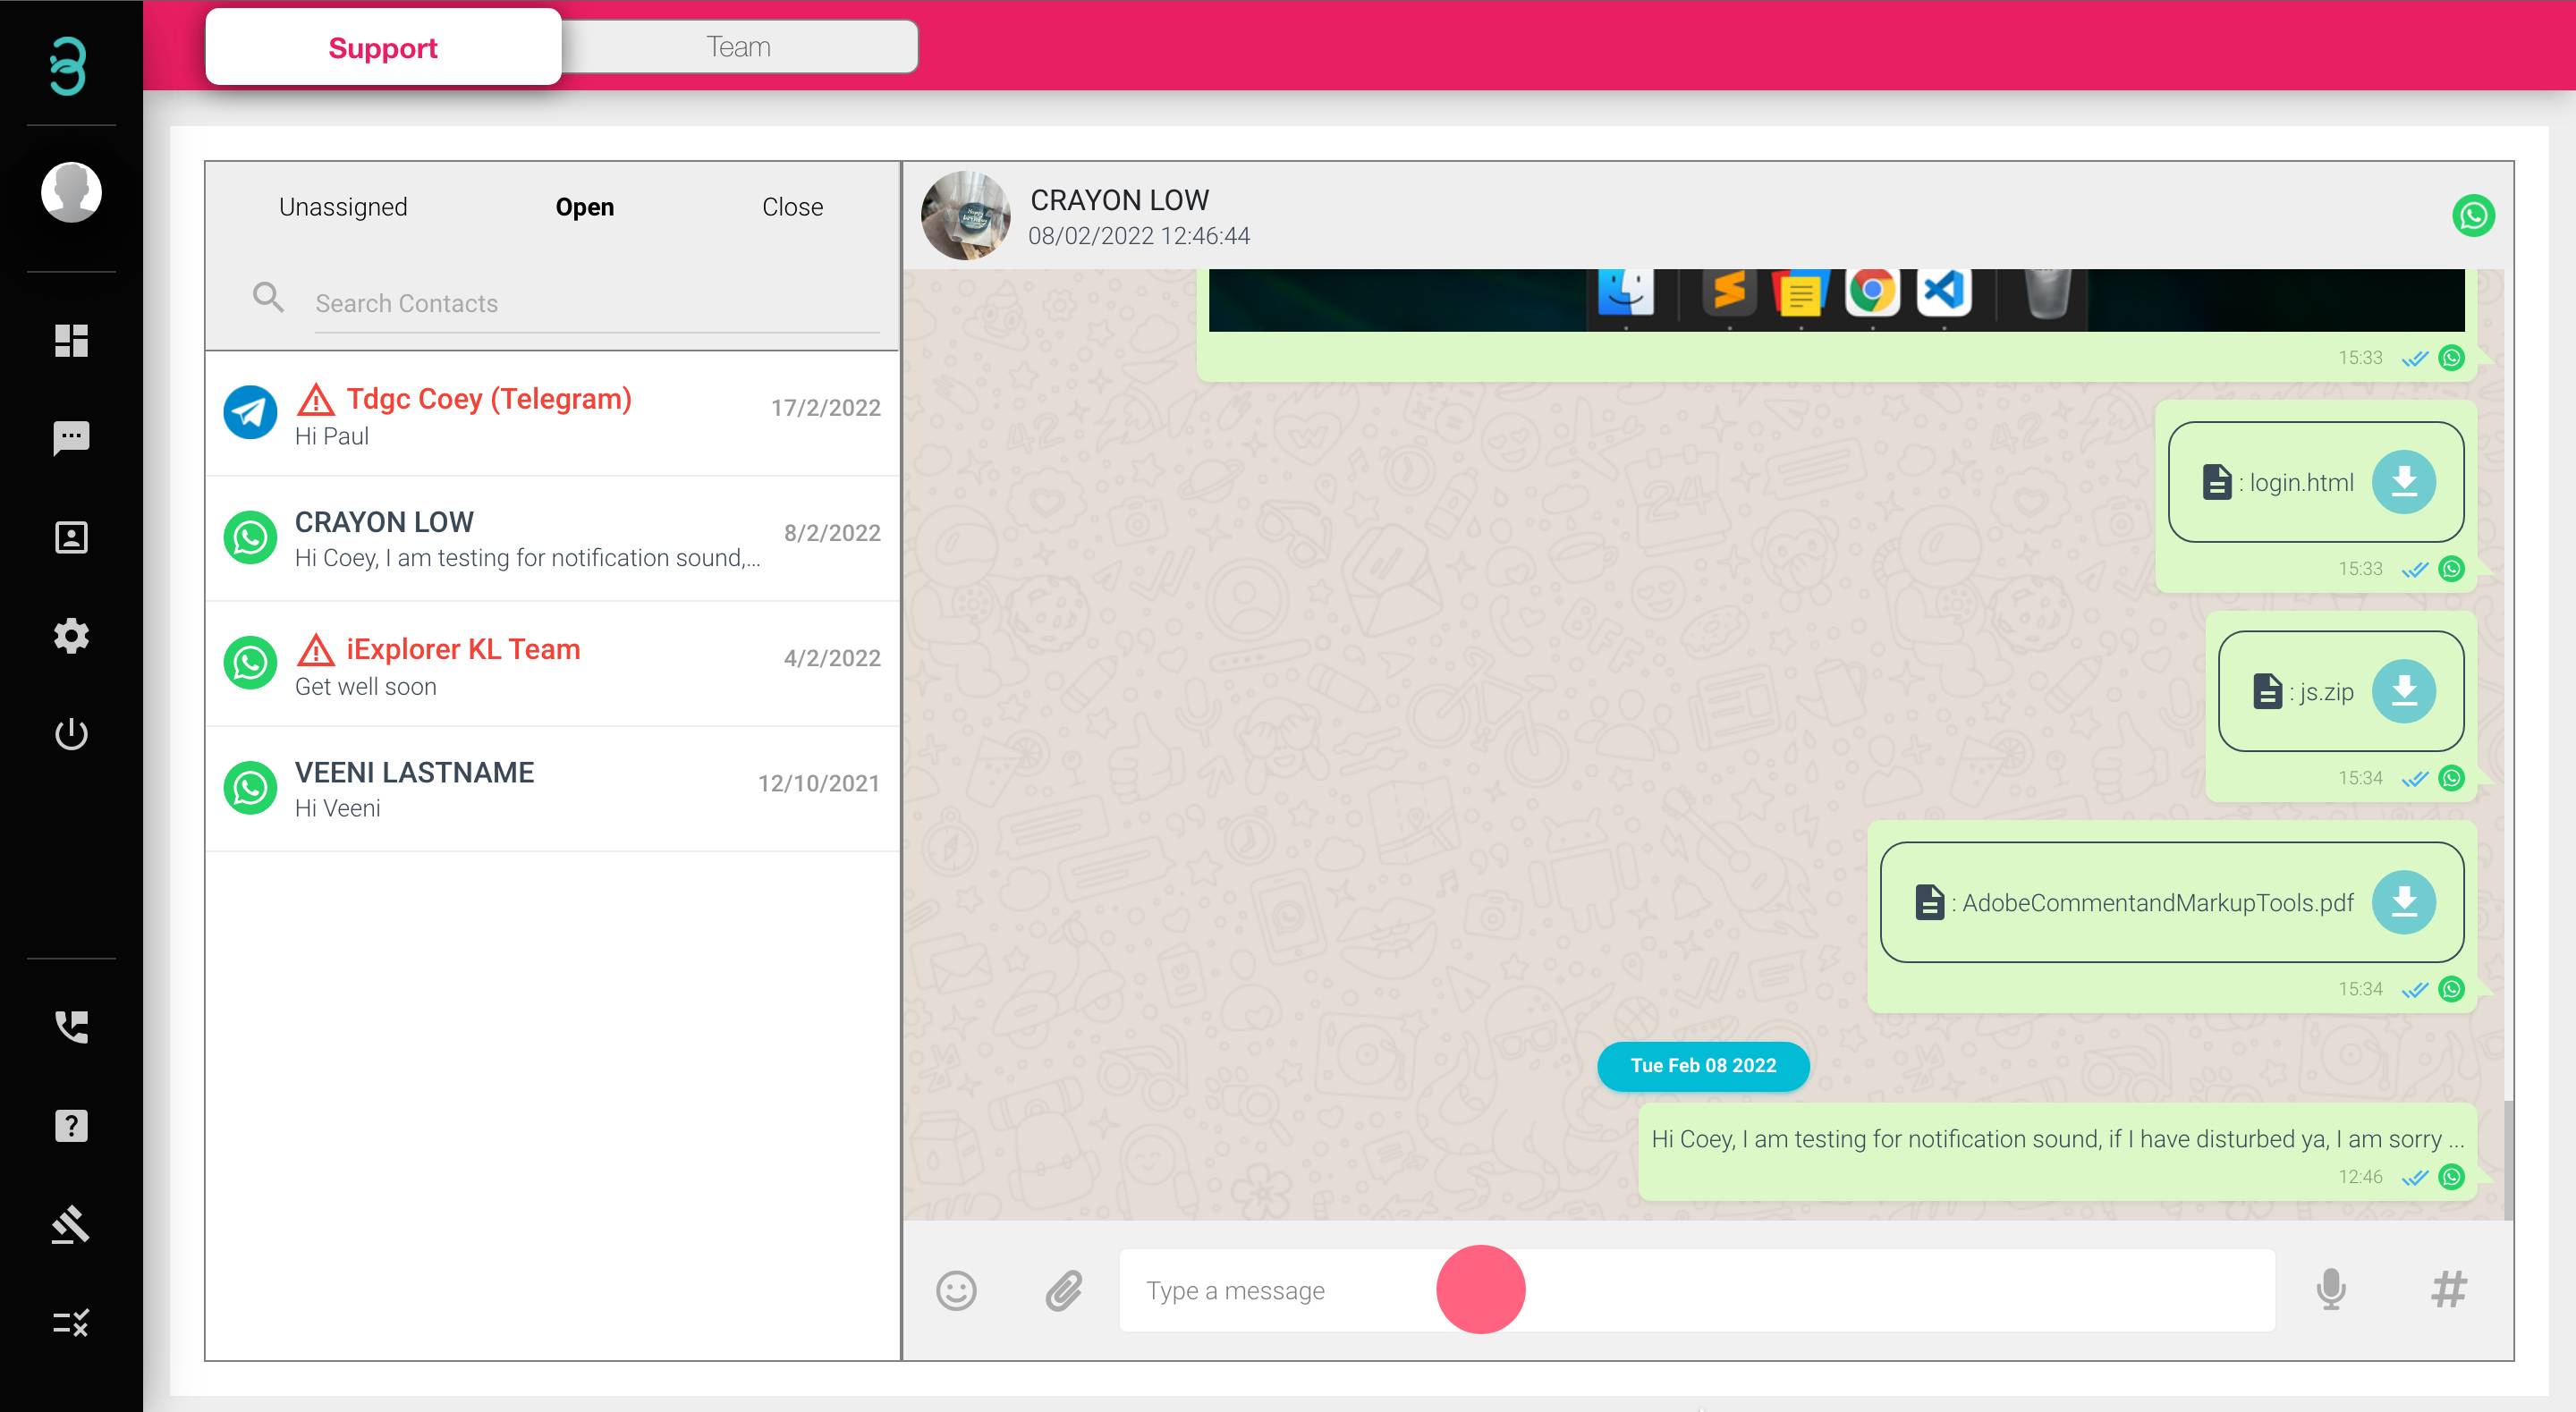 Support
Team
Unassigned
Open
Close
Search Contacts
Tdgc Coey (Telegram)
17/2/2022
Hi Paul
CRAYON LOW
8/2/2022
Hi Coey, I am testing for notification sound,...
iExplorer KL Team
4/2/2022
Get well soon
VEENI LASTNAME
12/10/2021
Hi Veeni
CRAYON LOW
08/02/2022 12:46:44
15:33
: login.html
15:33
: js.zip
15:34
: AdobeCommentandMarkupTools.pdf
15:34
Tue Feb 08 2022
Hi Coey, I am testing for notification sound, if I have disturbed ya, I am sorry ...
12:46
Type a message
#